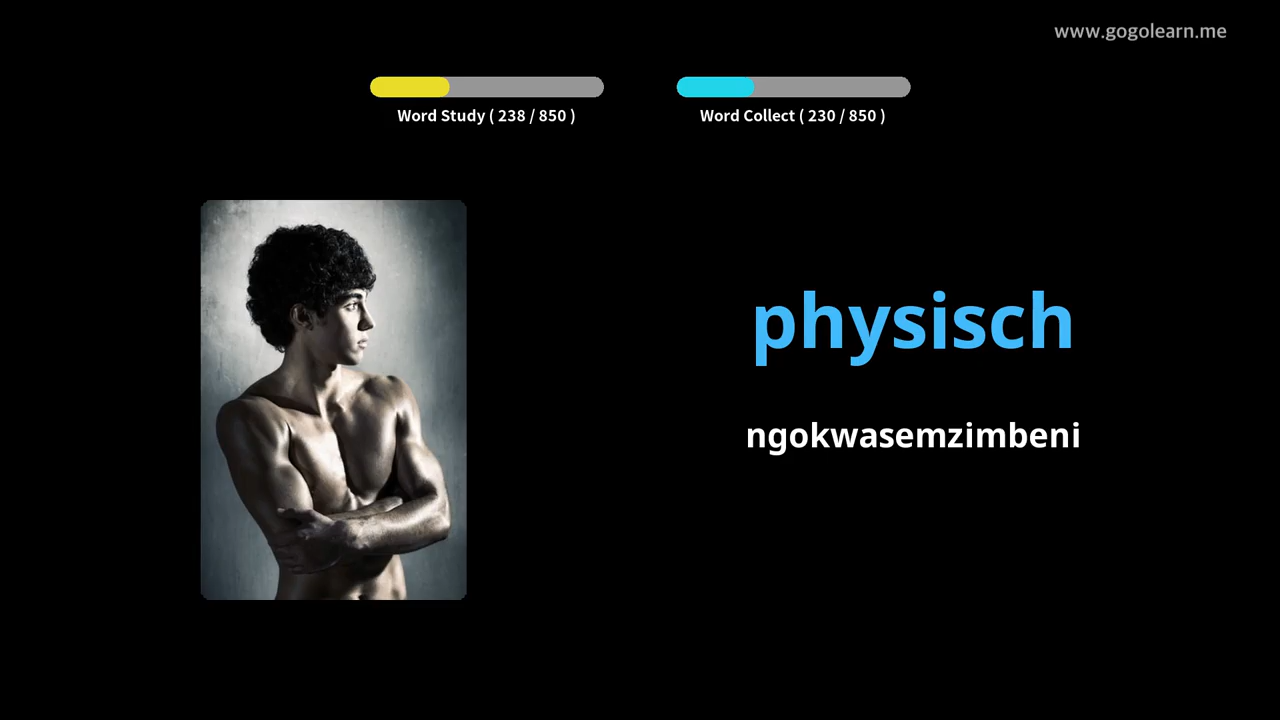 www.gogolearn.me
Word Study ( 238 / 850 )
Word Collect ( 230 / 850 )
physisch
ngokwasemzimbeni